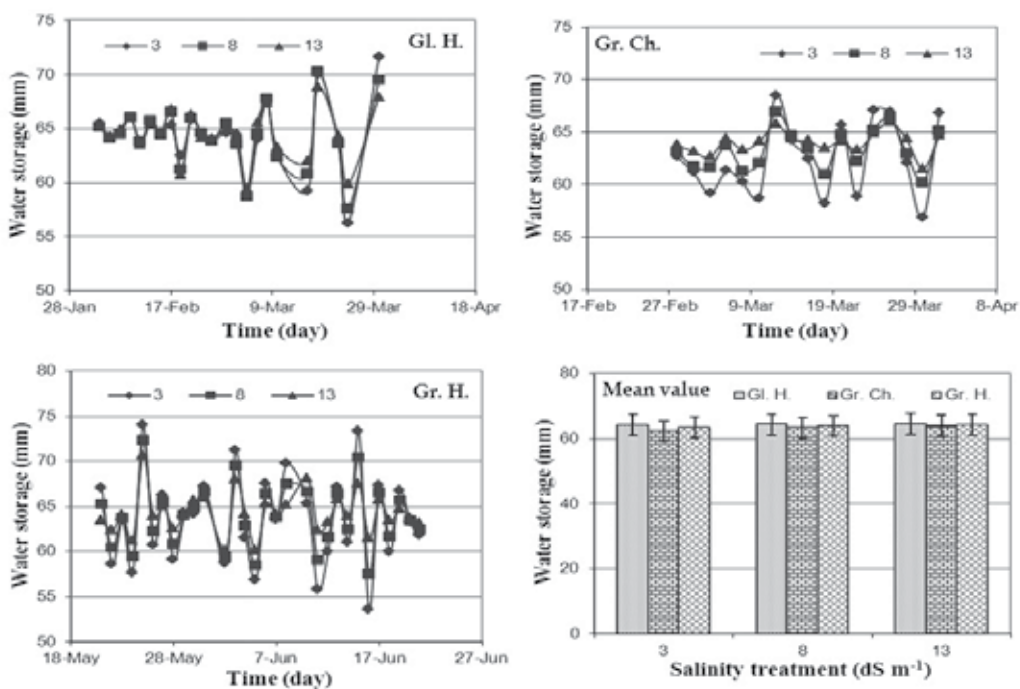 75
70
65
60
55
50
Water storage (mm)
3 8 13
Gl. H.
28-Jan 17-Feb 9-Mar 29-Mar 18-Apr
Time (day)
75
70
65
60
55
50
Water storage (mm)
Gr. Ch.
3 8 13
17-Feb 27-Feb 9-Mar 19-Mar 29-Mar 8-Apr
Time (day)
80
75
70
65
60
55
50
Water storage (mm)
3 8 13
Gr. H.
18-May 28-May 7-Jun 17-Jun 27-Jun
Time (day)
80
60
40
20
0
Water storage (mm)
Mean value
Gl. H. Gr. Ch. Gr. H.
3 8 13
Salinity treatment (dS m⁻¹)